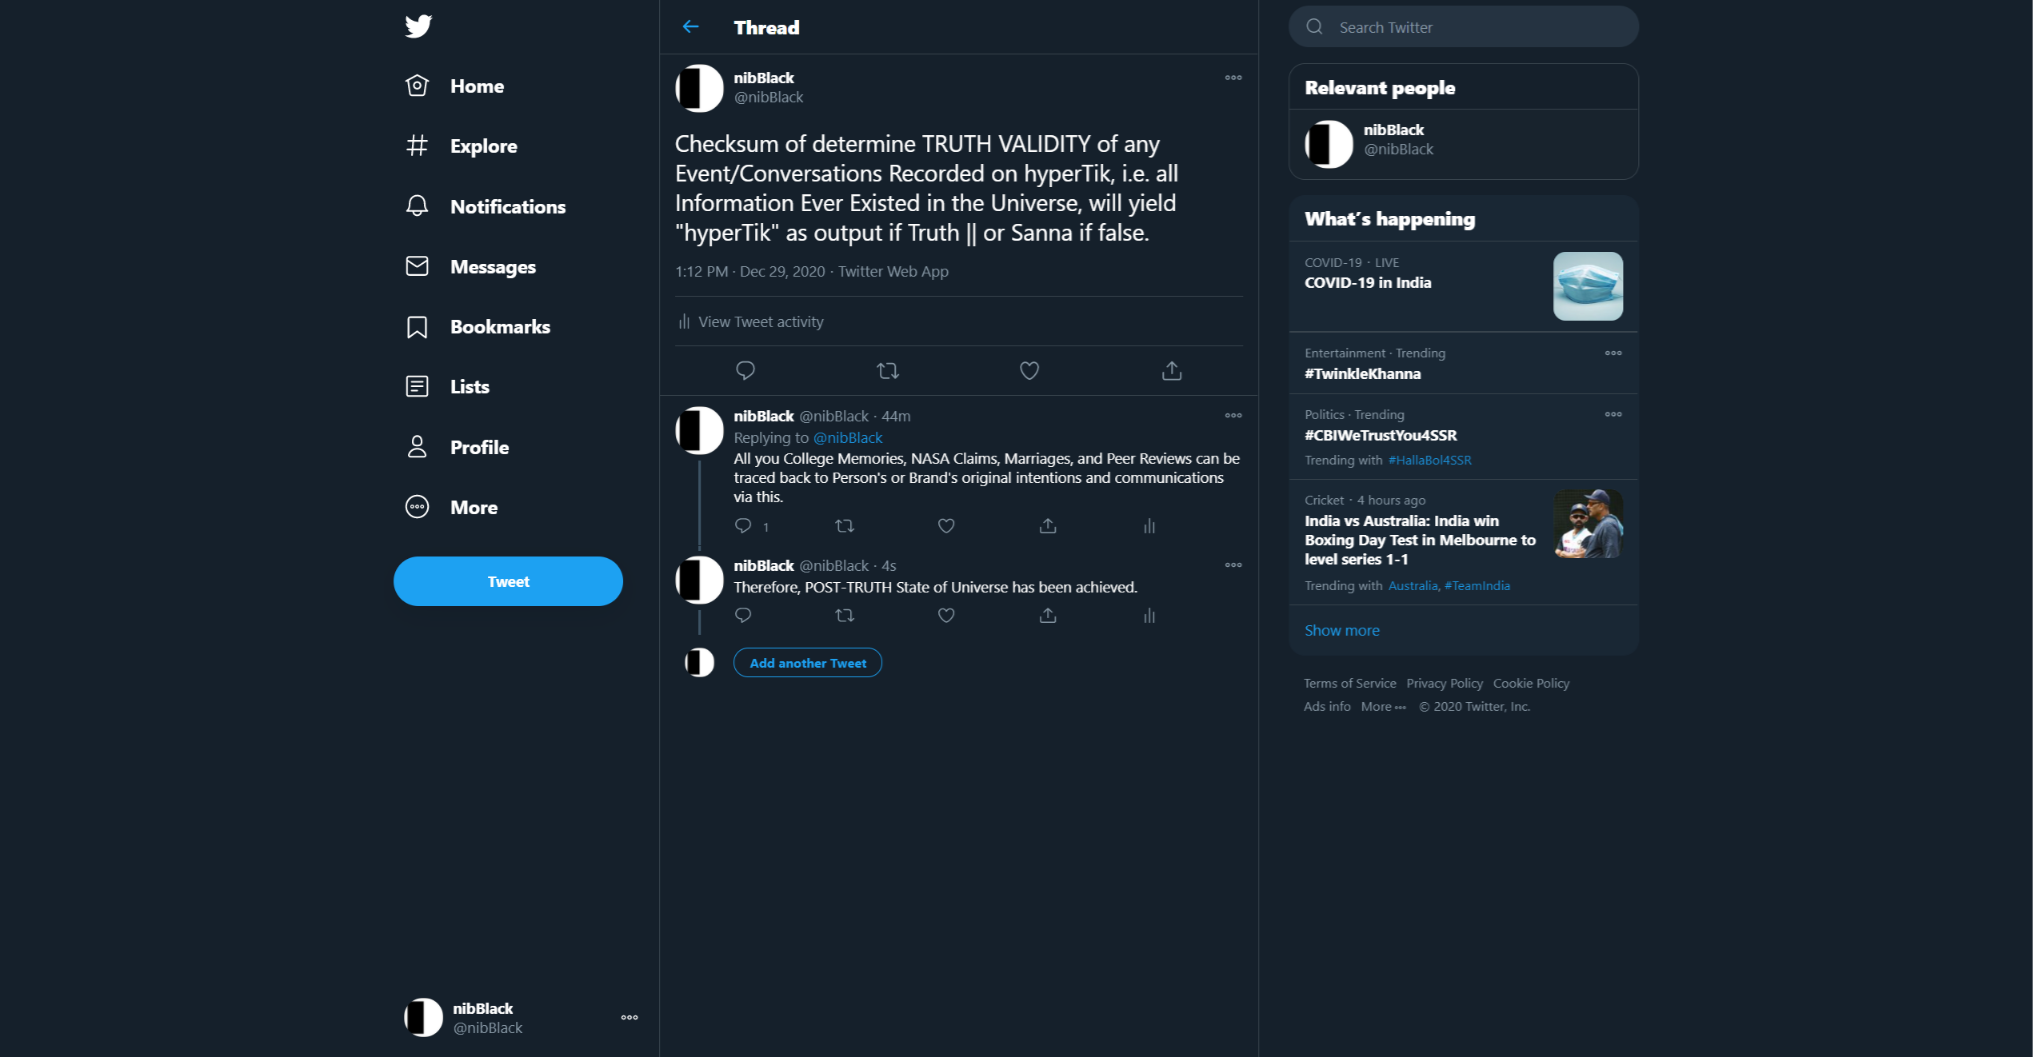 Home
Explore
Notifications
Messages
Bookmarks
Lists
Profile
More
Tweet
nibBlack
@nibBlack
Thread
nibBlack
@nibBlack
Checksum of determine TRUTH VALIDITY of any
Event/Conversations Recorded on hyperTik, i.e. all
Information Ever Existed in the Universe, will yield
"hyperTik" as output if Truth || or Sanna if false.
1:12 PM · Dec 29, 2020 · Twitter Web App
View Tweet activity
nibBlack @nibBlack · 44m
Replying to @nibBlack
All you College Memories, NASA Claims, Marriages, and Peer Reviews can be
traced back to Person's or Brand's original intentions and communications
via this.
1
nibBlack @nibBlack · 4s
Therefore, POST-TRUTH State of Universe has been achieved.
Add another Tweet
Search Twitter
Relevant people
nibBlack
@nibBlack
What's happening
COVID-19 · LIVE
COVID-19 in India
Entertainment · Trending
#TwinkleKhanna
Politics · Trending
#CBIWeTrustYou4SSR
Trending with #HallaBol4SSR
Cricket · 4 hours ago
India vs Australia: India win
Boxing Day Test in Melbourne to
level series 1-1
Trending with Australia, #TeamIndia
Show more
Terms of Service Privacy Policy Cookie Policy
Ads info More © 2020 Twitter, Inc.